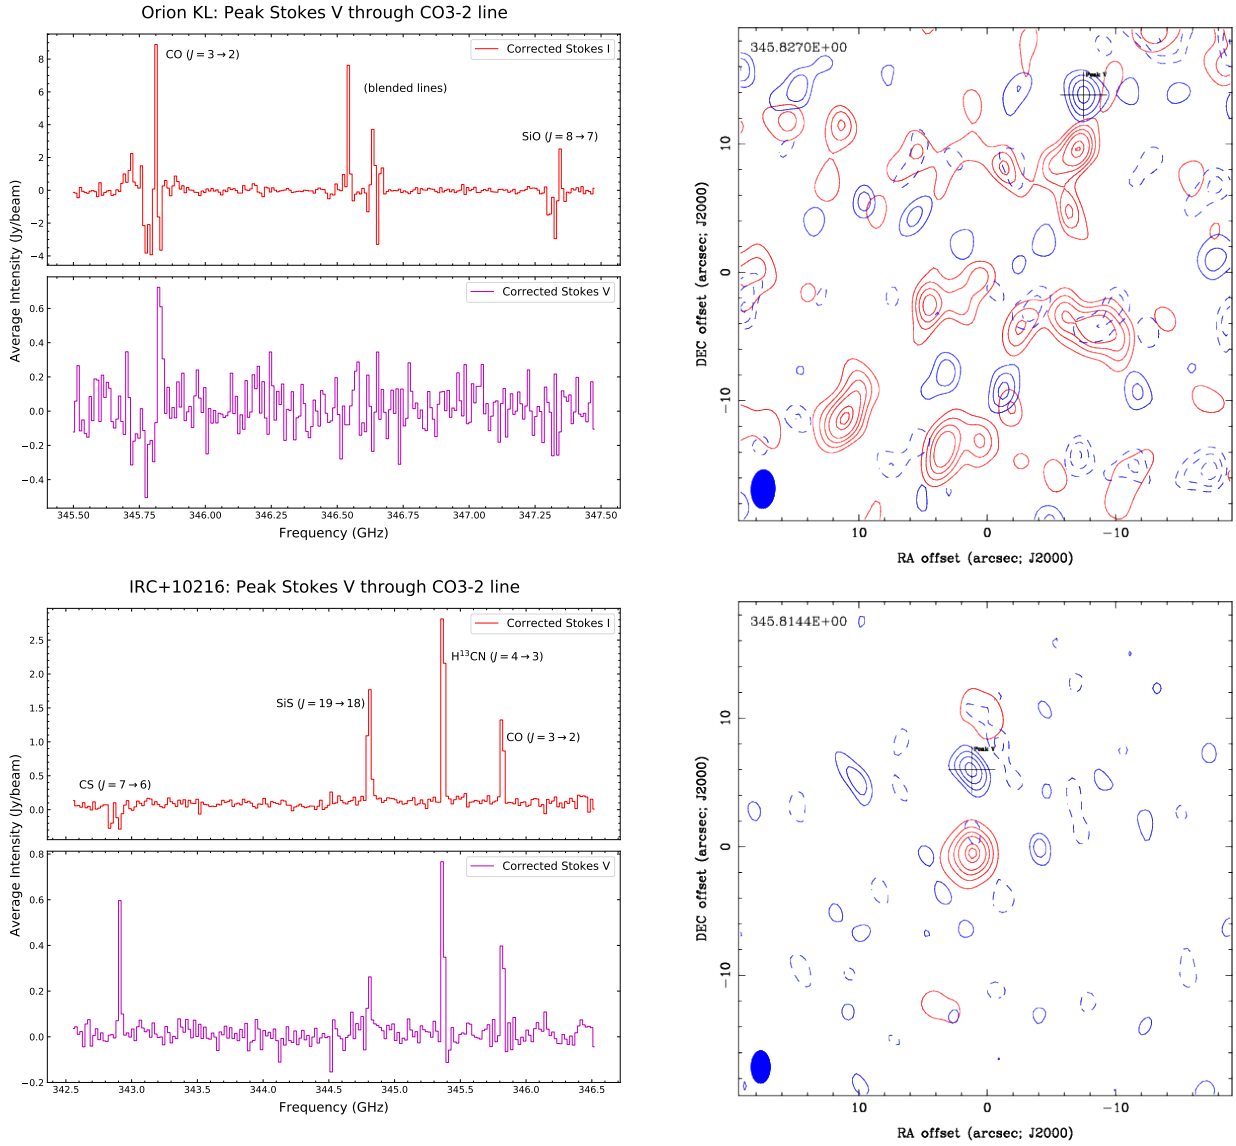 Orion KL: Peak Stokes V through CO3-2 line
Corrected Stokes I
CO (J = 3 → 2)
(blended lines)
SiO (J = 8 → 7)
8
6
4
2
0
−2
−4
Average Intensity (Jy/beam)
Corrected Stokes V
0.6
0.4
0.2
0.0
−0.2
−0.4
345.50 345.75 346.00 346.25 346.50 346.75 347.00 347.25 347.50
Frequency (GHz)
345.8270E+00
Peak V
10
0
−10
DEC offset (arcsec; J2000)
10 0 −10
RA offset (arcsec; J2000)
IRC+10216: Peak Stokes V through CO3-2 line
Corrected Stokes I
H¹³CN (J = 4 → 3)
SiS (J = 19 → 18)
CO (J = 3 → 2)
CS (J = 7 → 6)
2.5
2.0
1.5
1.0
0.5
0.0
Average Intensity (Jy/beam)
Corrected Stokes V
0.8
0.6
0.4
0.2
0.0
−0.2
342.5 343.0 343.5 344.0 344.5 345.0 345.5 346.0 346.5
Frequency (GHz)
345.8144E+00
Peak V
10
0
−10
DEC offset (arcsec; J2000)
10 0 −10
RA offset (arcsec; J2000)